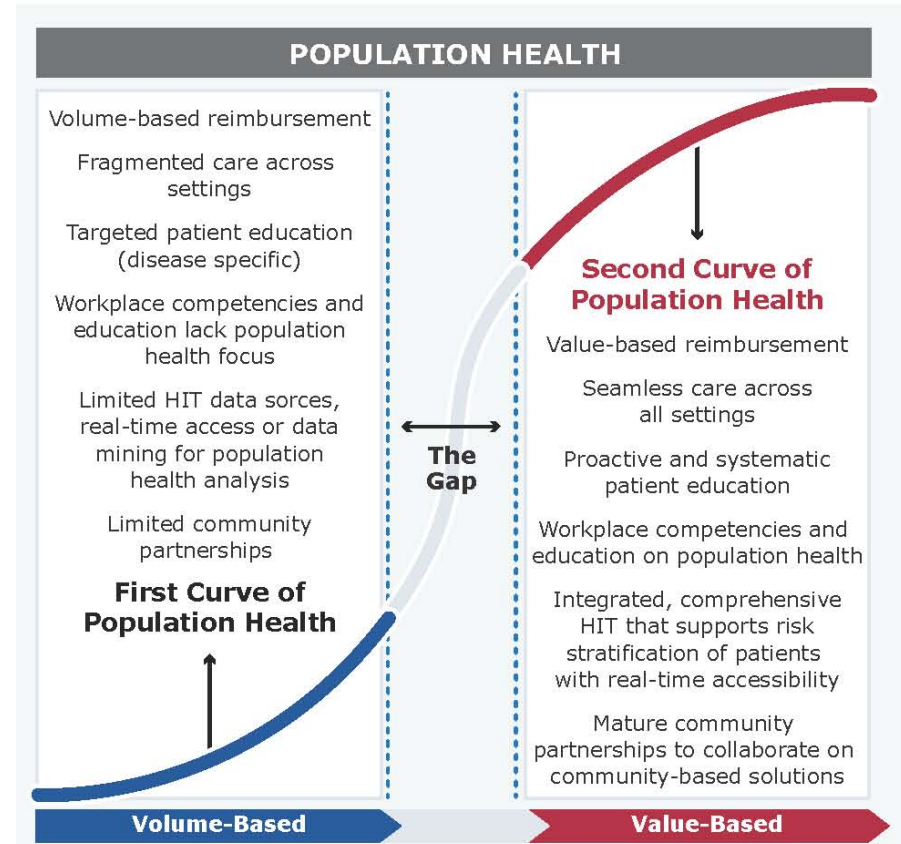 POPULATION HEALTH
Volume-based reimbursement
Fragmented care across
settings
Targeted patient education
(disease specific)
Workplace competencies and
education lack population
health focus
Limited HIT data sorces,
real-time access or data
mining for population
health analysis
Limited community
partnerships
First Curve of
Population Health
The
Gap
Second Curve of
Population Health
Value-based reimbursement
Seamless care across
all settings
Proactive and systematic
patient education
Workplace competencies and
education on population health
Integrated, comprehensive
HIT that supports risk
stratification of patients
with real-time accessibility
Mature community
partnerships to collaborate on
community-based solutions
Volume-Based
Value-Based